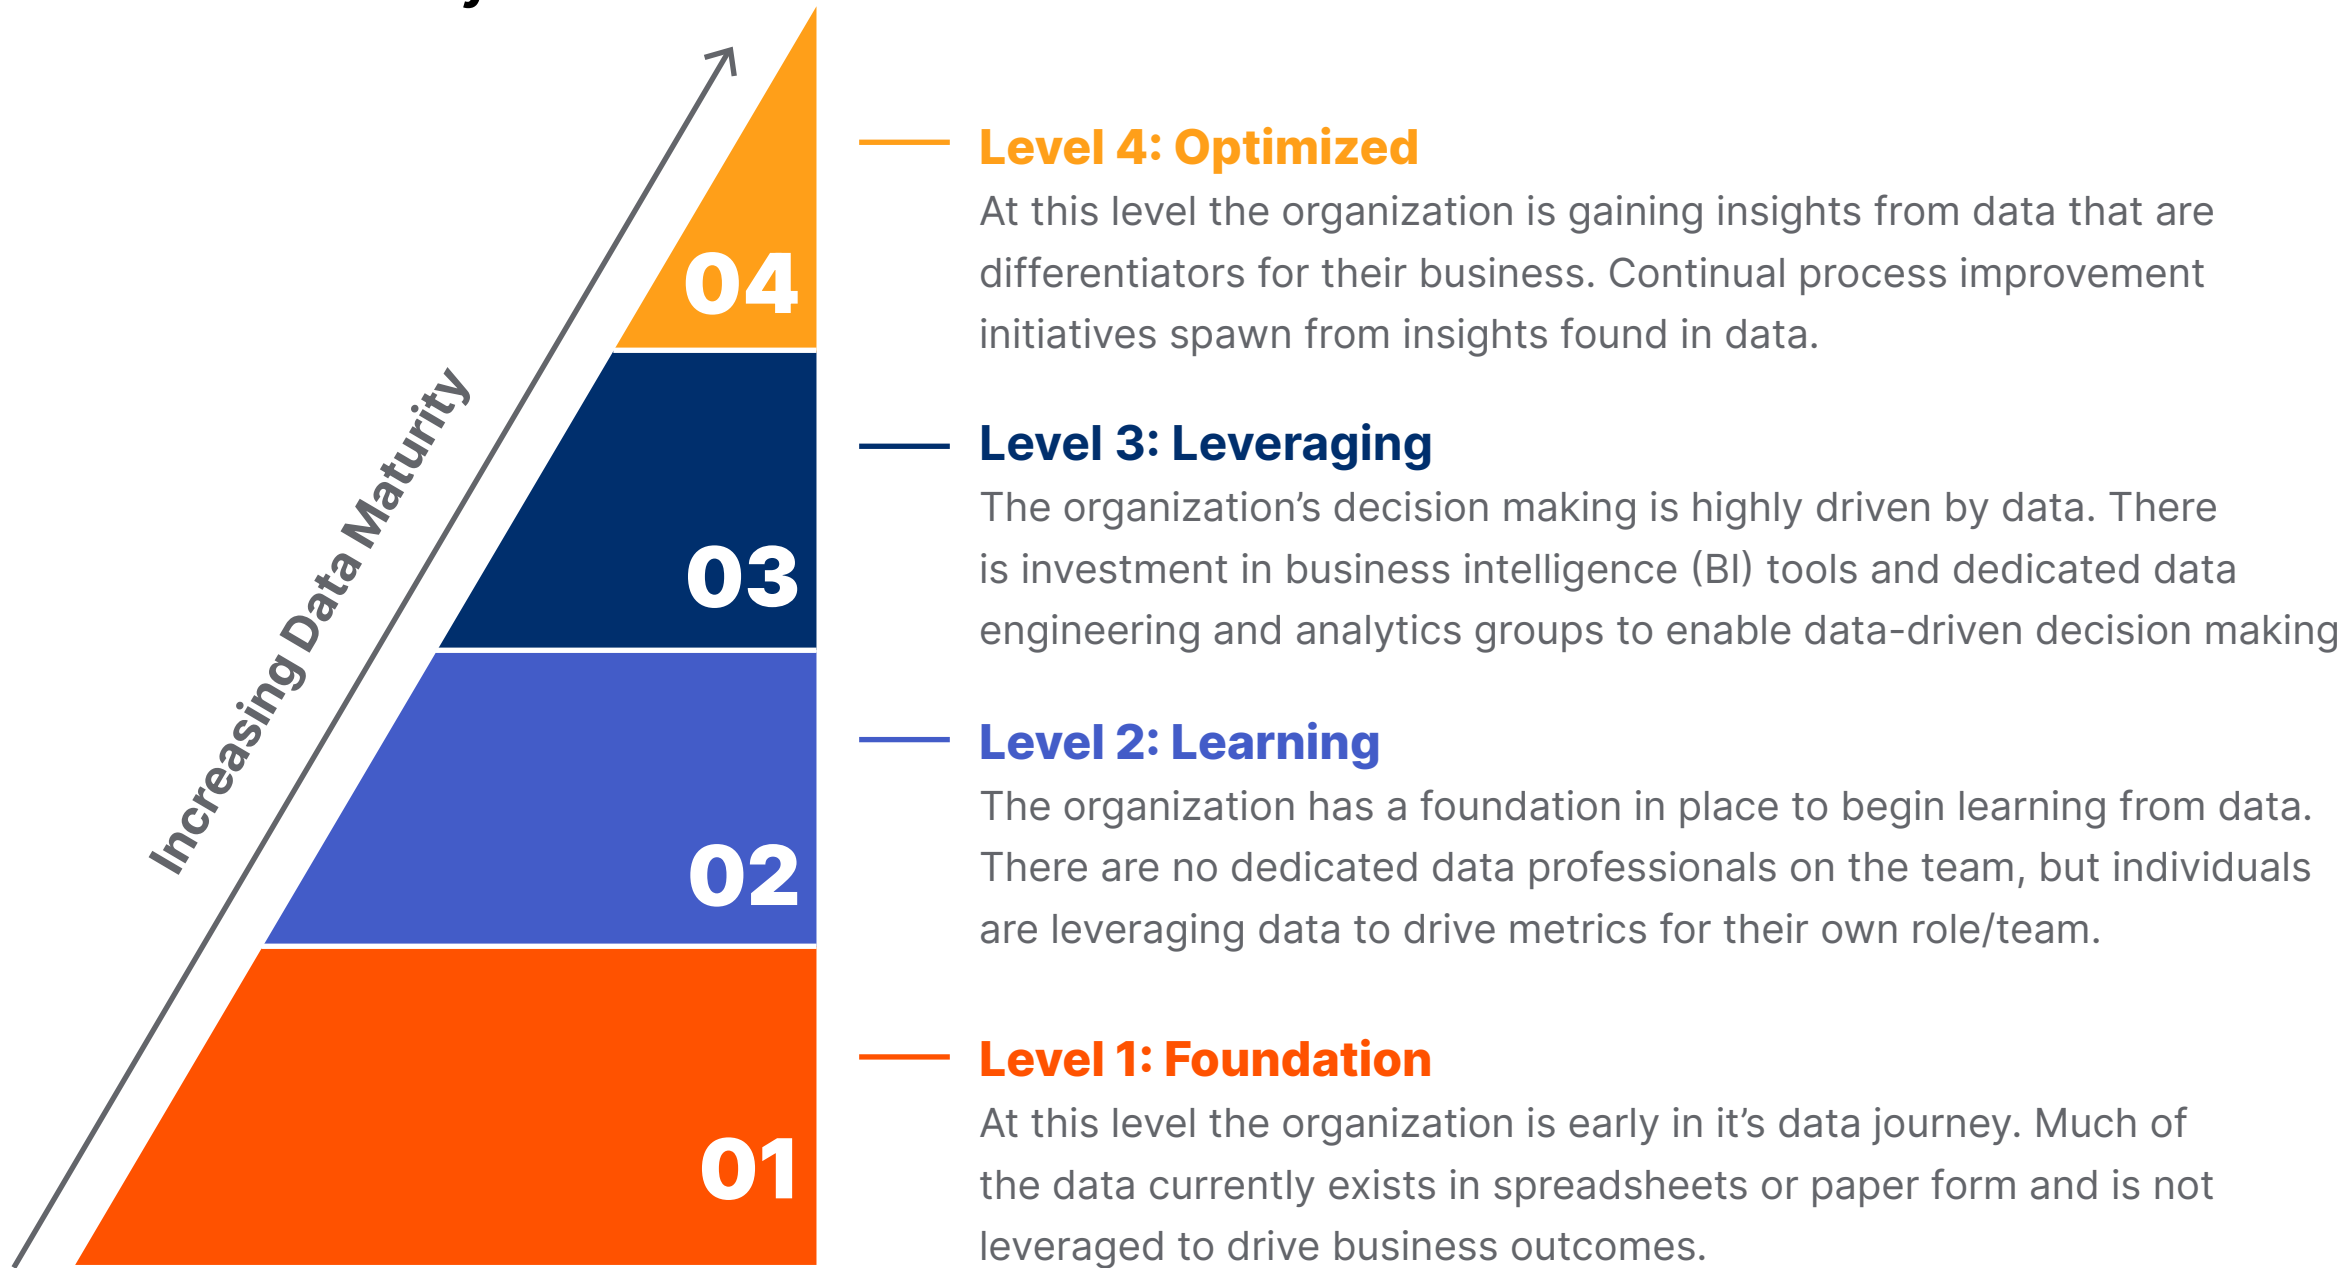 Increasing Data Maturity
04
Level 4: Optimized
At this level the organization is gaining insights from data that are
differentiators for their business. Continual process improvement
initiatives spawn from insights found in data.
03
Level 3: Leveraging
The organization’s decision making is highly driven by data. There
is investment in business intelligence (BI) tools and dedicated data
engineering and analytics groups to enable data-driven decision making
02
Level 2: Learning
The organization has a foundation in place to begin learning from data.
There are no dedicated data professionals on the team, but individuals
are leveraging data to drive metrics for their own role/team.
01
Level 1: Foundation
At this level the organization is early in it’s data journey. Much of
the data currently exists in spreadsheets or paper form and is not
leveraged to drive business outcomes.